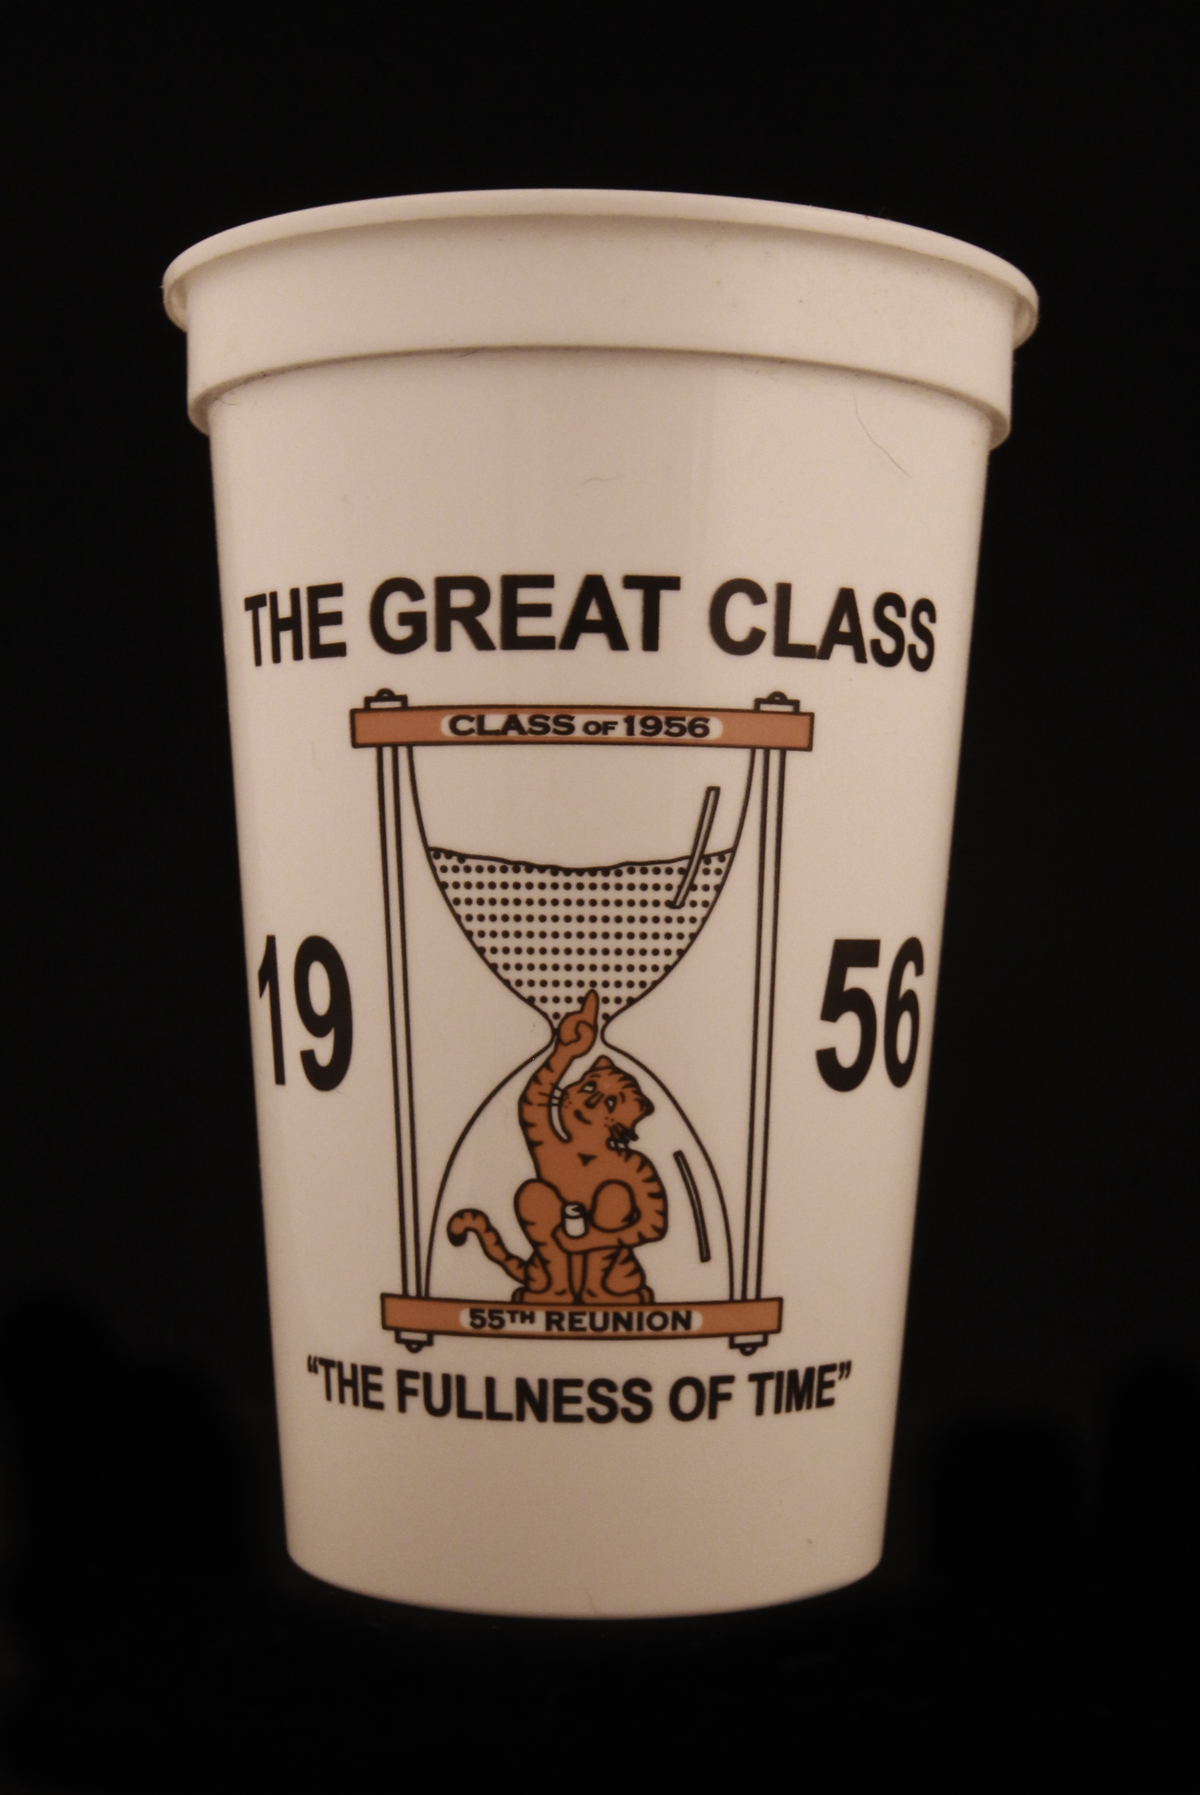 THE GREAT CLASS
CLASS OF 1956
19 56
55TH REUNION
"THE FULLNESS OF TIME"